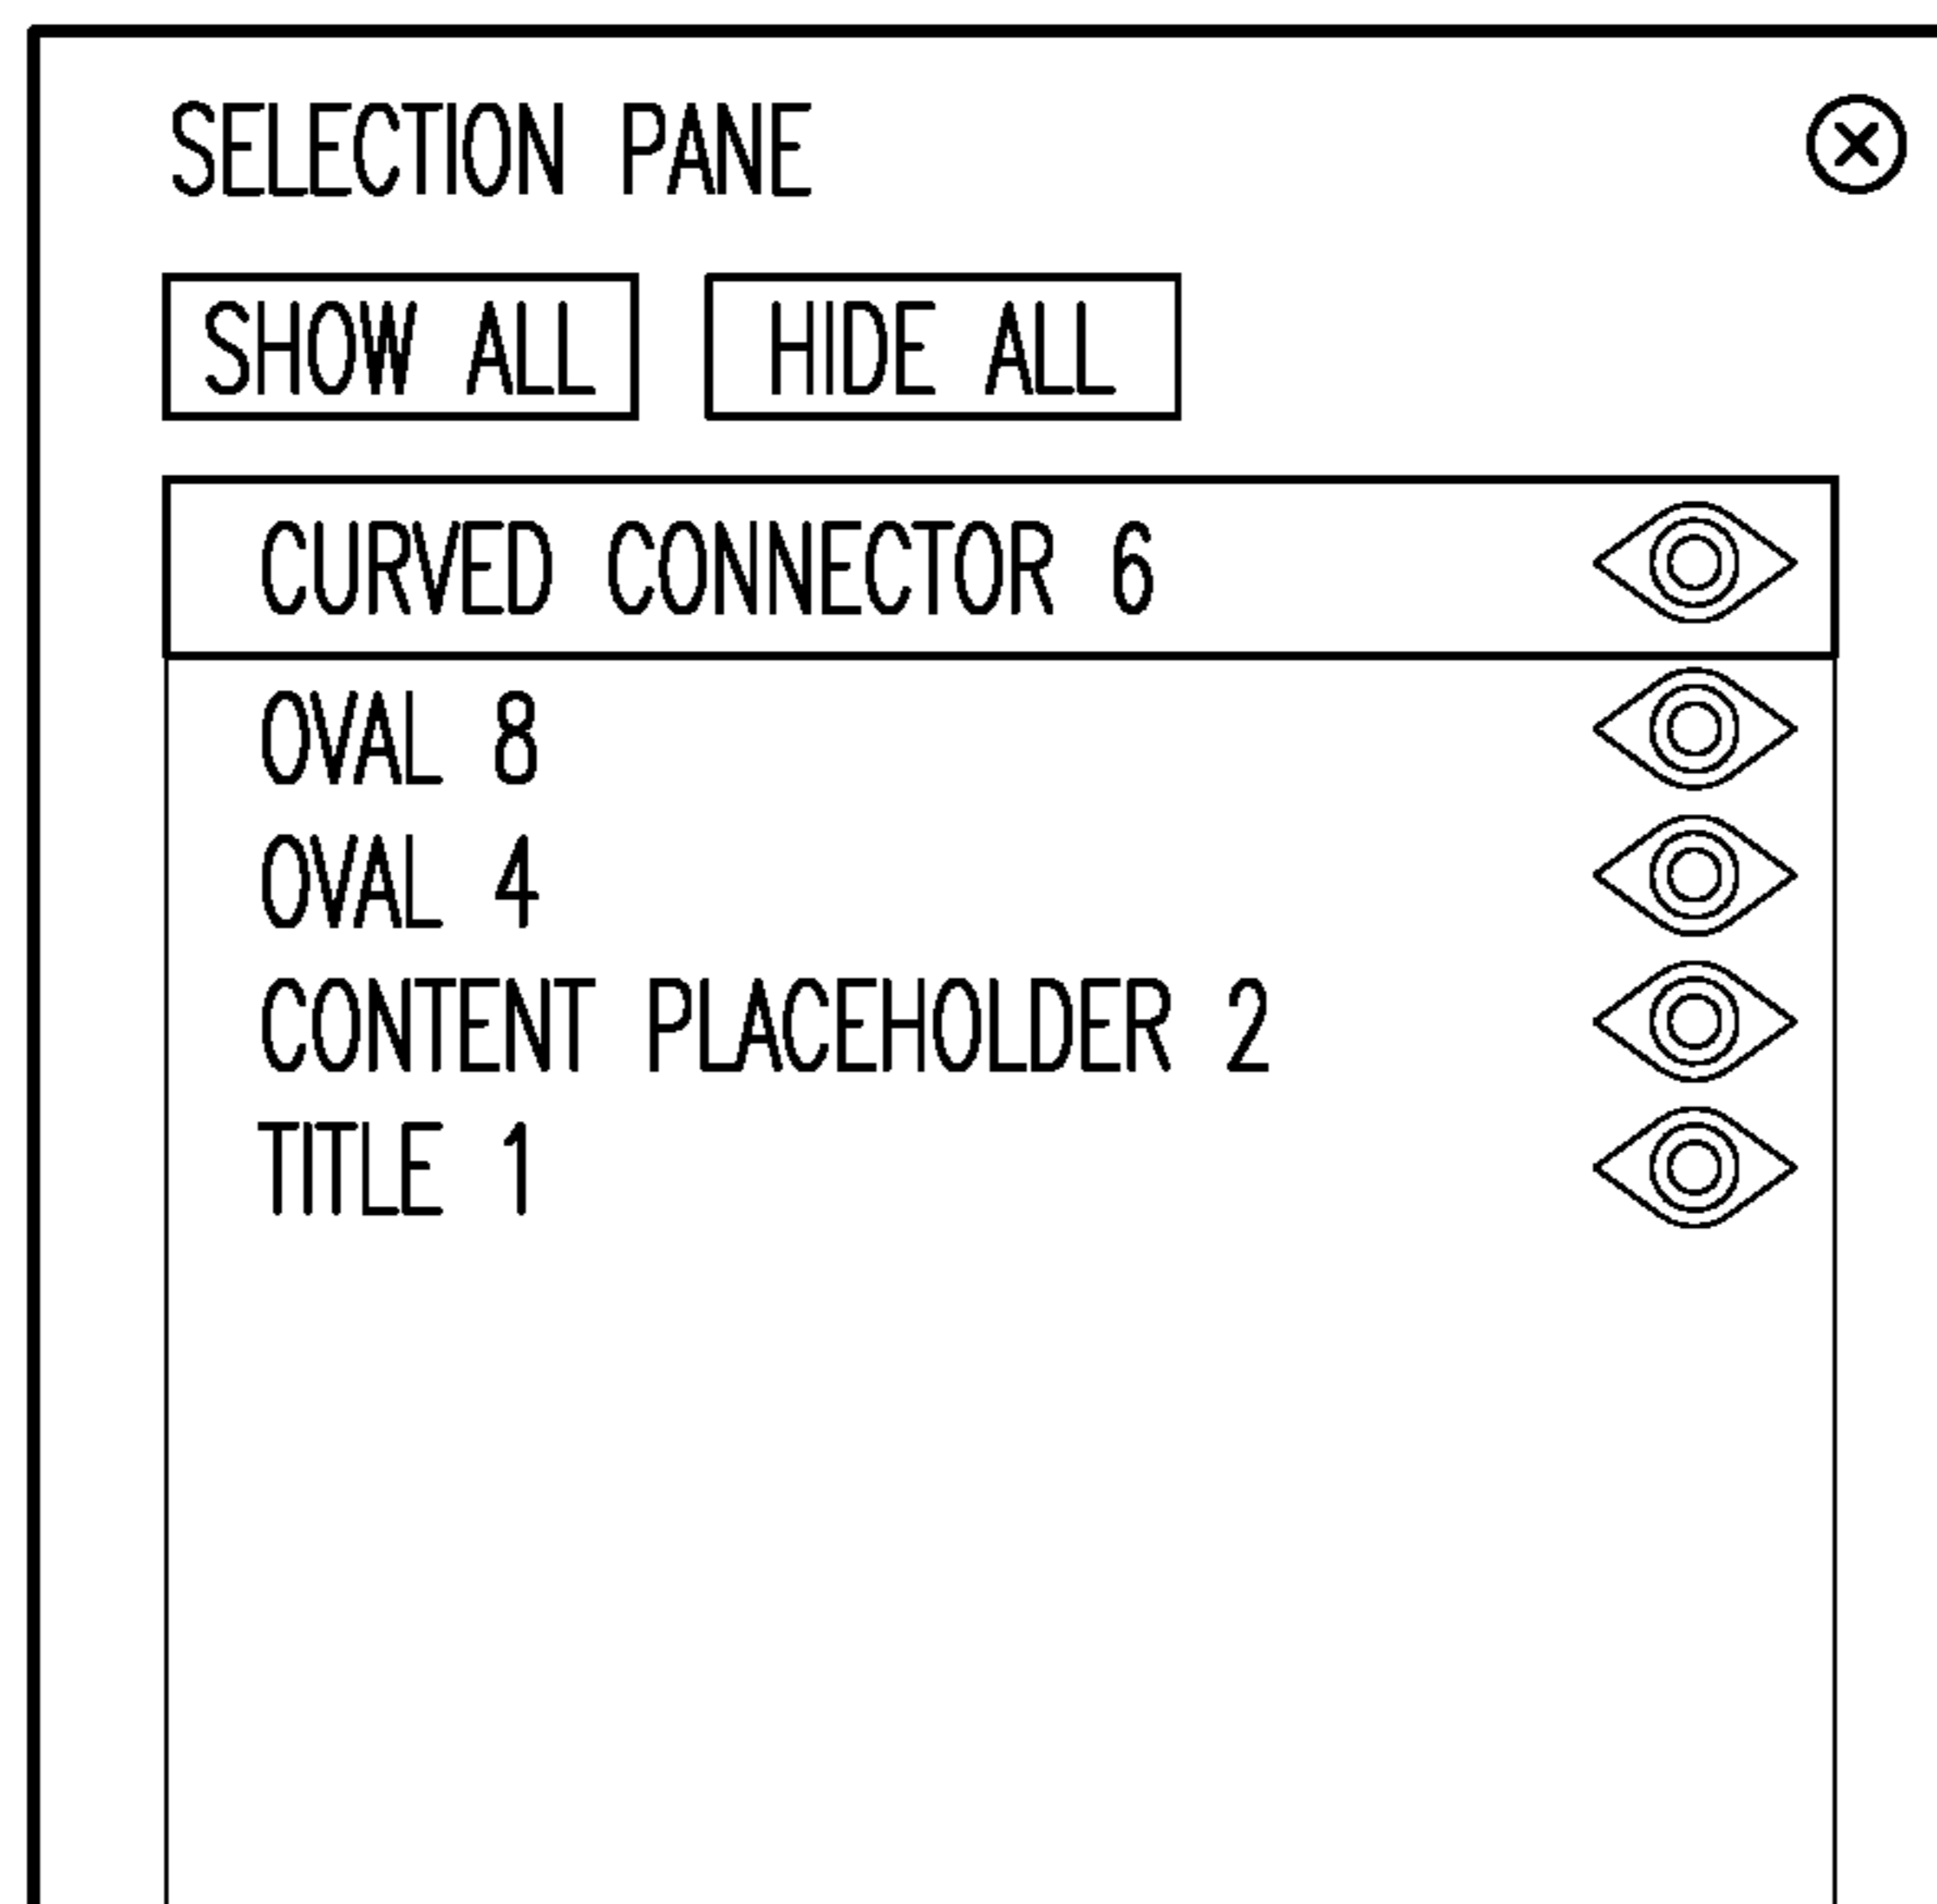 SELECTION PANE
SHOW ALL HIDE ALL
CURVED CONNECTOR 6
OVAL 8
OVAL 4
CONTENT PLACEHOLDER 2
TITLE 1